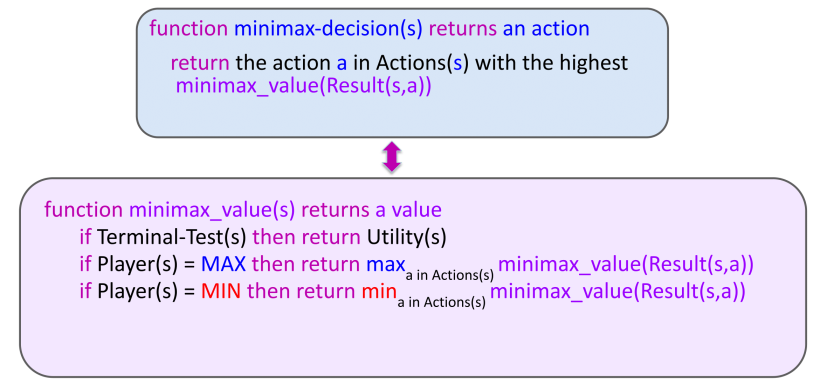 function minimax-decision(s) returns an action
return the action a in Actions(s) with the highest
minimax_value(Result(s,a))
function minimax_value(s) returns a value
if Terminal-Test(s) then return Utility(s)
if Player(s) = MAX then return max a in Actions(s) minimax_value(Result(s,a))
if Player(s) = MIN then return min a in Actions(s) minimax_value(Result(s,a))